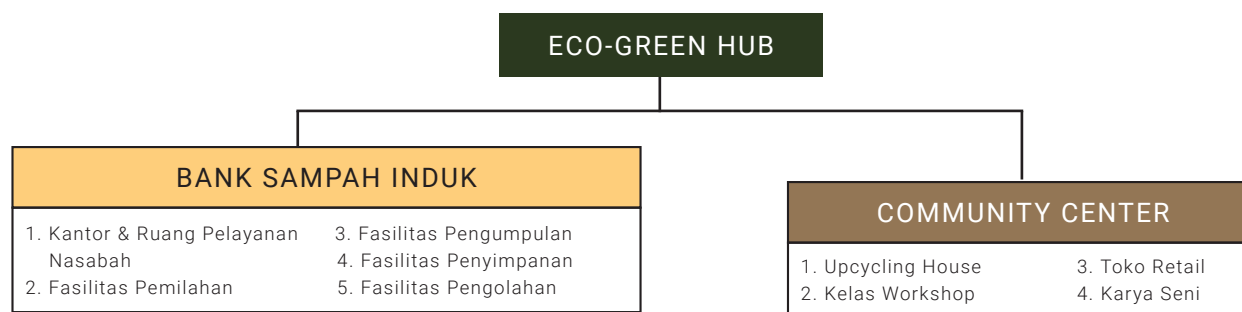 ECO-GREEN HUB
BANK SAMPAH INDUK
1. Kantor & Ruang Pelayanan
Nasabah
2. Fasilitas Pemilahan
3. Fasilitas Pengumpulan
4. Fasilitas Penyimpanan
5. Fasilitas Pengolahan
COMMUNITY CENTER
1. Upcycling House
2. Kelas Workshop
3. Toko Retail
4. Karya Seni